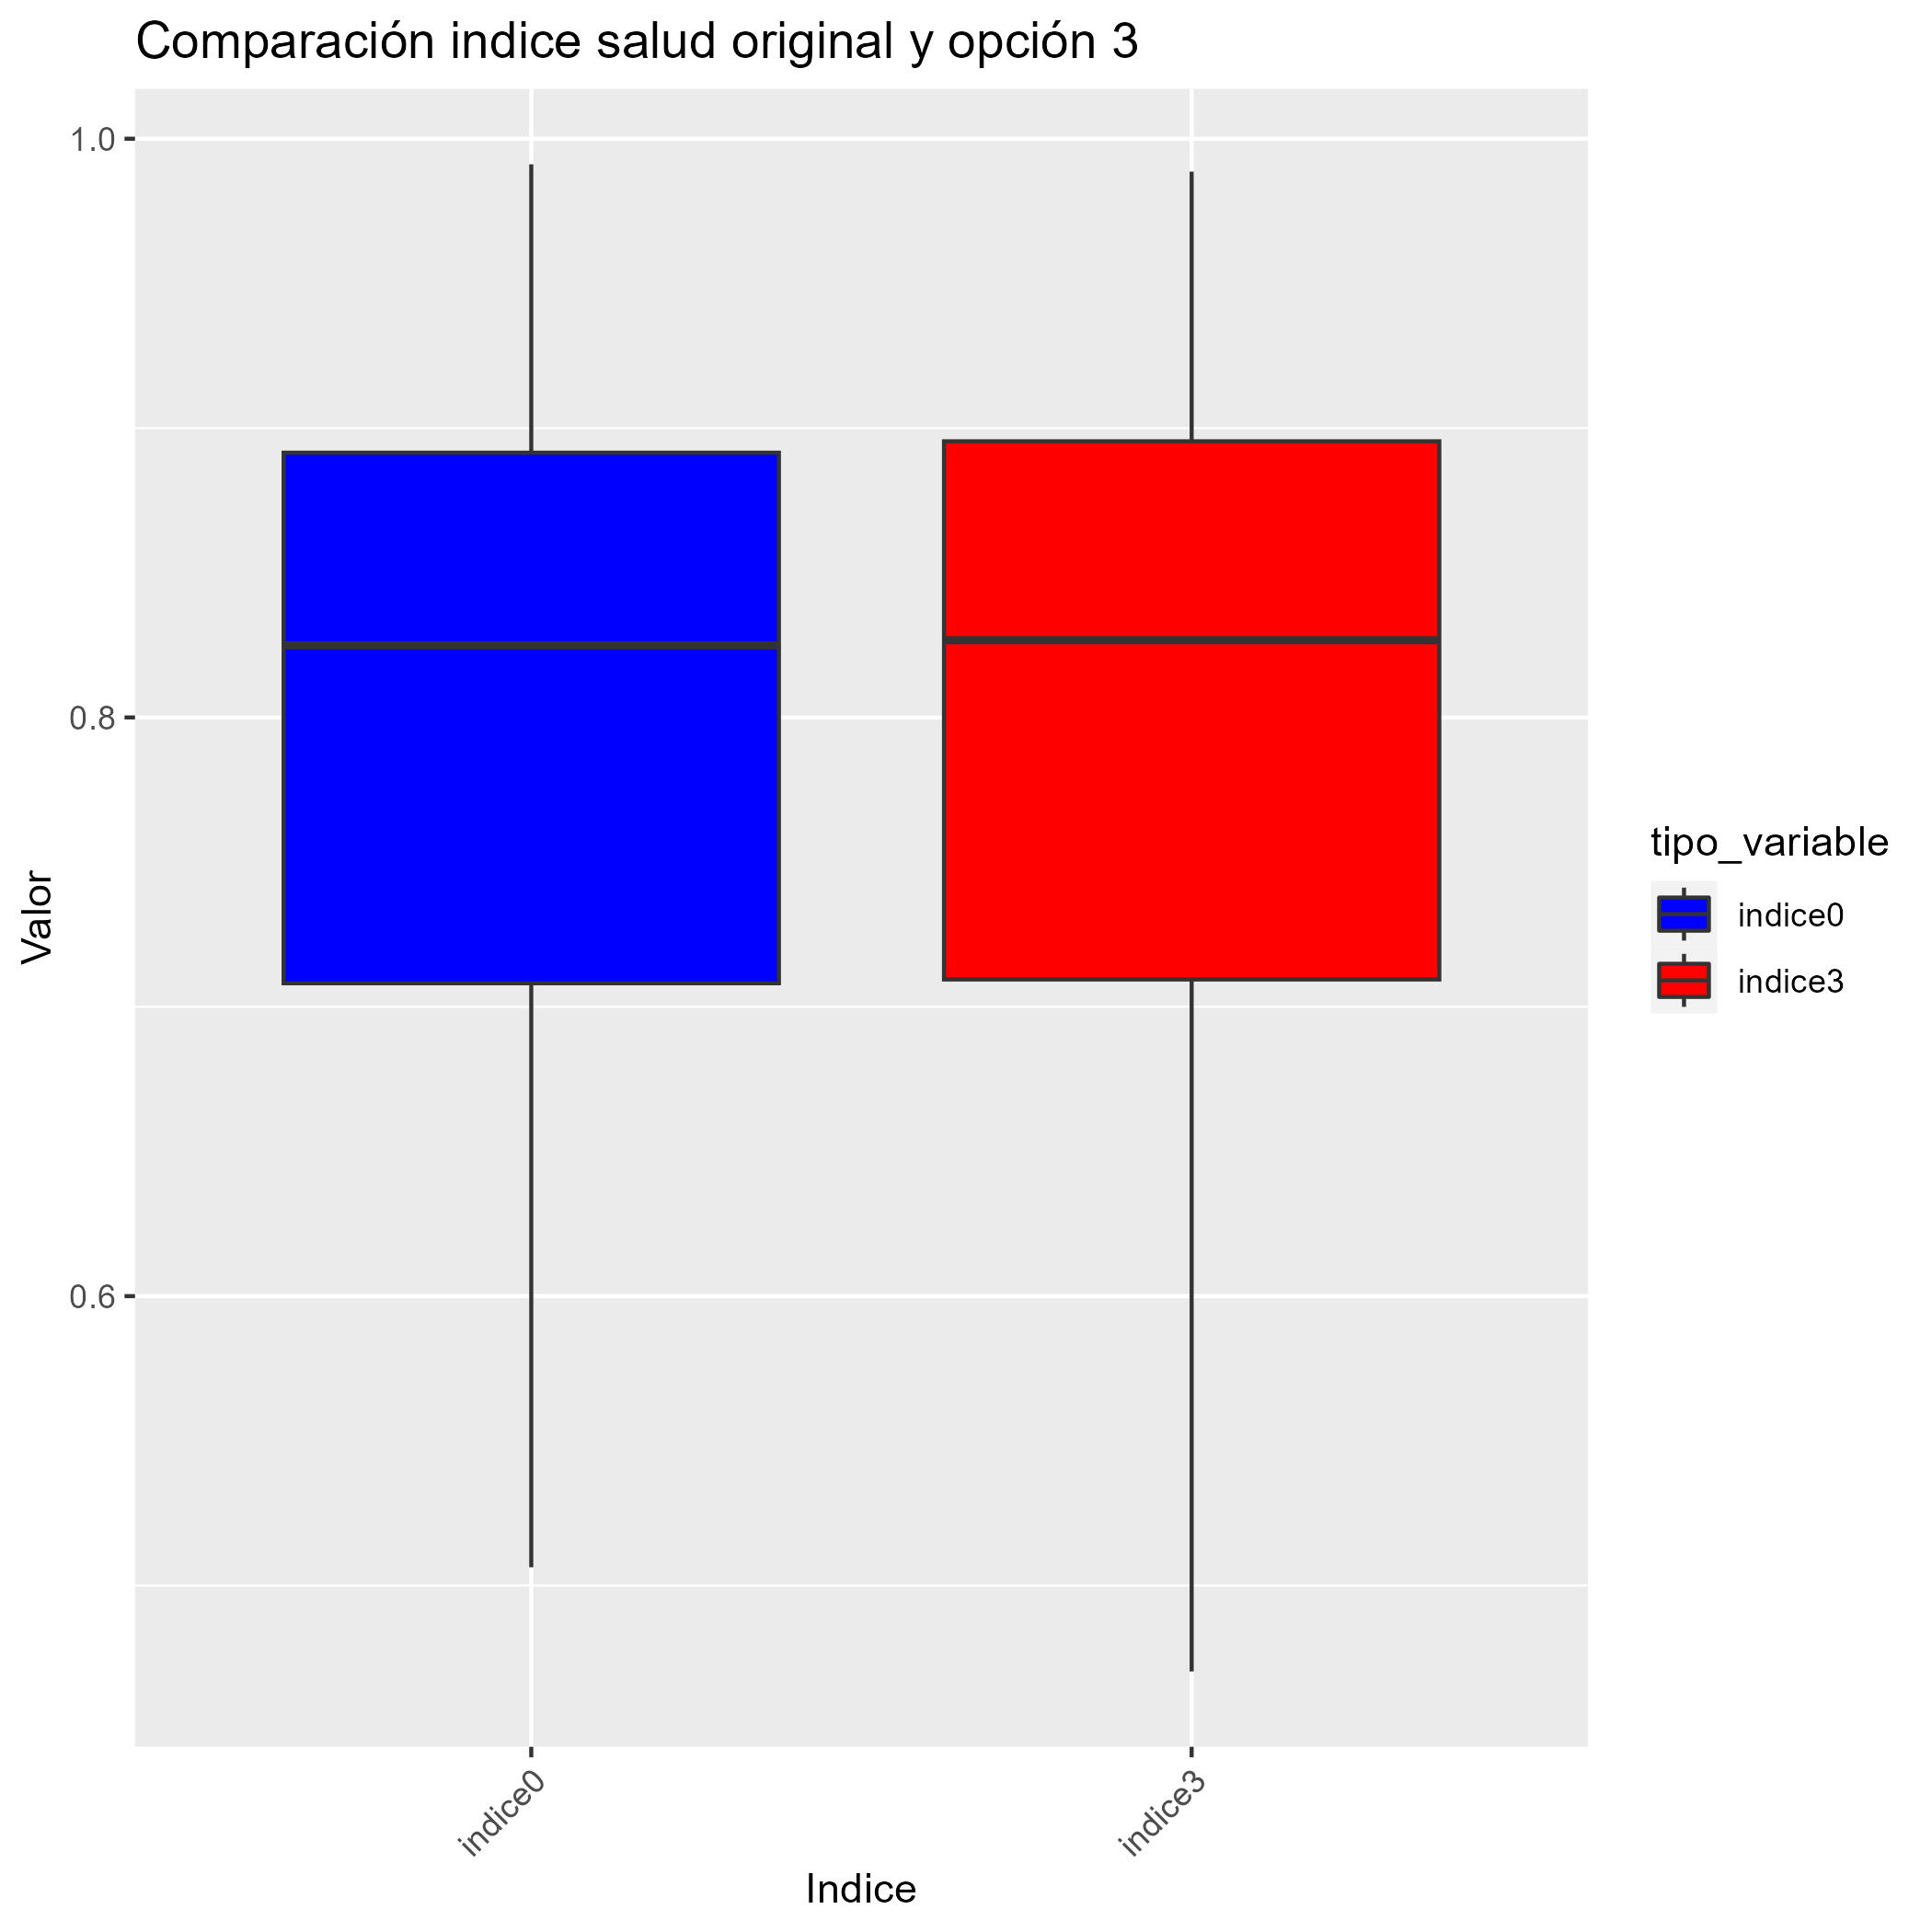 Comparación indice salud original y opción 3
1.0
0.8
0.6
Valor
indice0
indice3
Indice
tipo_variable
indice0
indice3